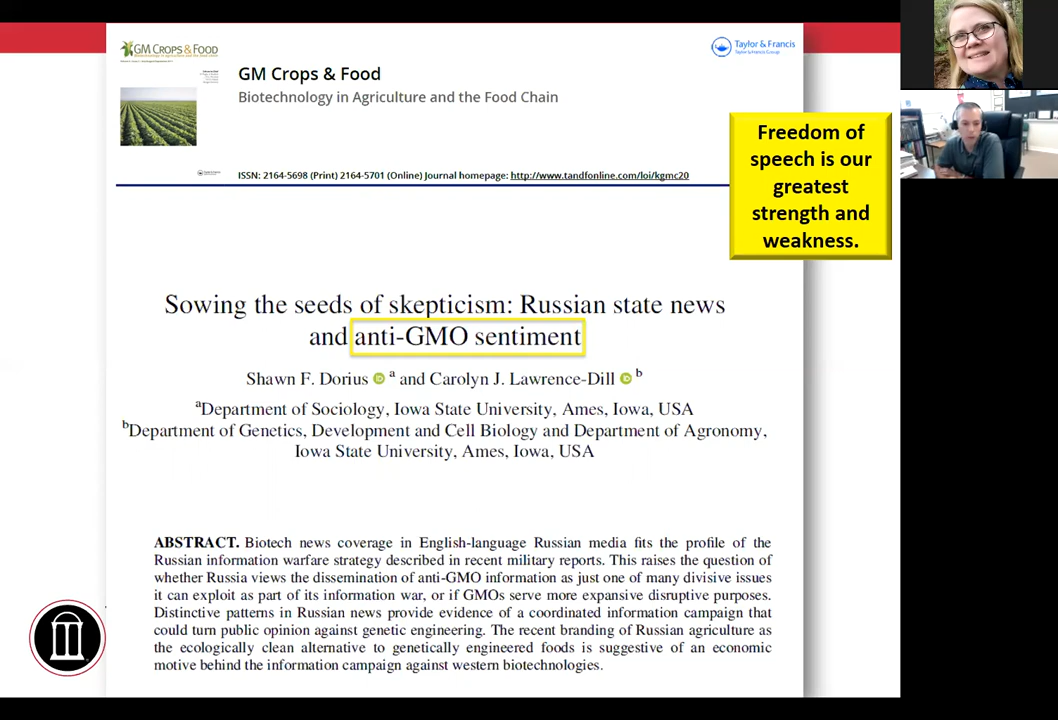 GM CROPS & FOOD
Taylor & Francis
Taylor & Francis Group
GM Crops & Food
Biotechnology in Agriculture and the Food Chain
ISSN: 2164-5698 (Print) 2164-5701 (Online) Journal homepage: http://www.tandfonline.com/loi/kgmc20
Freedom of
speech is our
greatest
strength and
weakness.
Sowing the seeds of skepticism: Russian state news
and anti-GMO sentiment
Shawn F. Dorius iD a and Carolyn J. Lawrence-Dill iD b
aDepartment of Sociology, Iowa State University, Ames, Iowa, USA
bDepartment of Genetics, Development and Cell Biology and Department of Agronomy,
Iowa State University, Ames, Iowa, USA
ABSTRACT. Biotech news coverage in English-language Russian media fits the profile of the
Russian information warfare strategy described in recent military reports. This raises the question of
whether Russia views the dissemination of anti-GMO information as just one of many divisive issues
it can exploit as part of its information war, or if GMOs serve more expansive disruptive purposes.
Distinctive patterns in Russian news provide evidence of a coordinated information campaign that
could turn public opinion against genetic engineering. The recent branding of Russian agriculture as
the ecologically clean alternative to genetically engineered foods is suggestive of an economic
motive behind the information campaign against western biotechnologies.